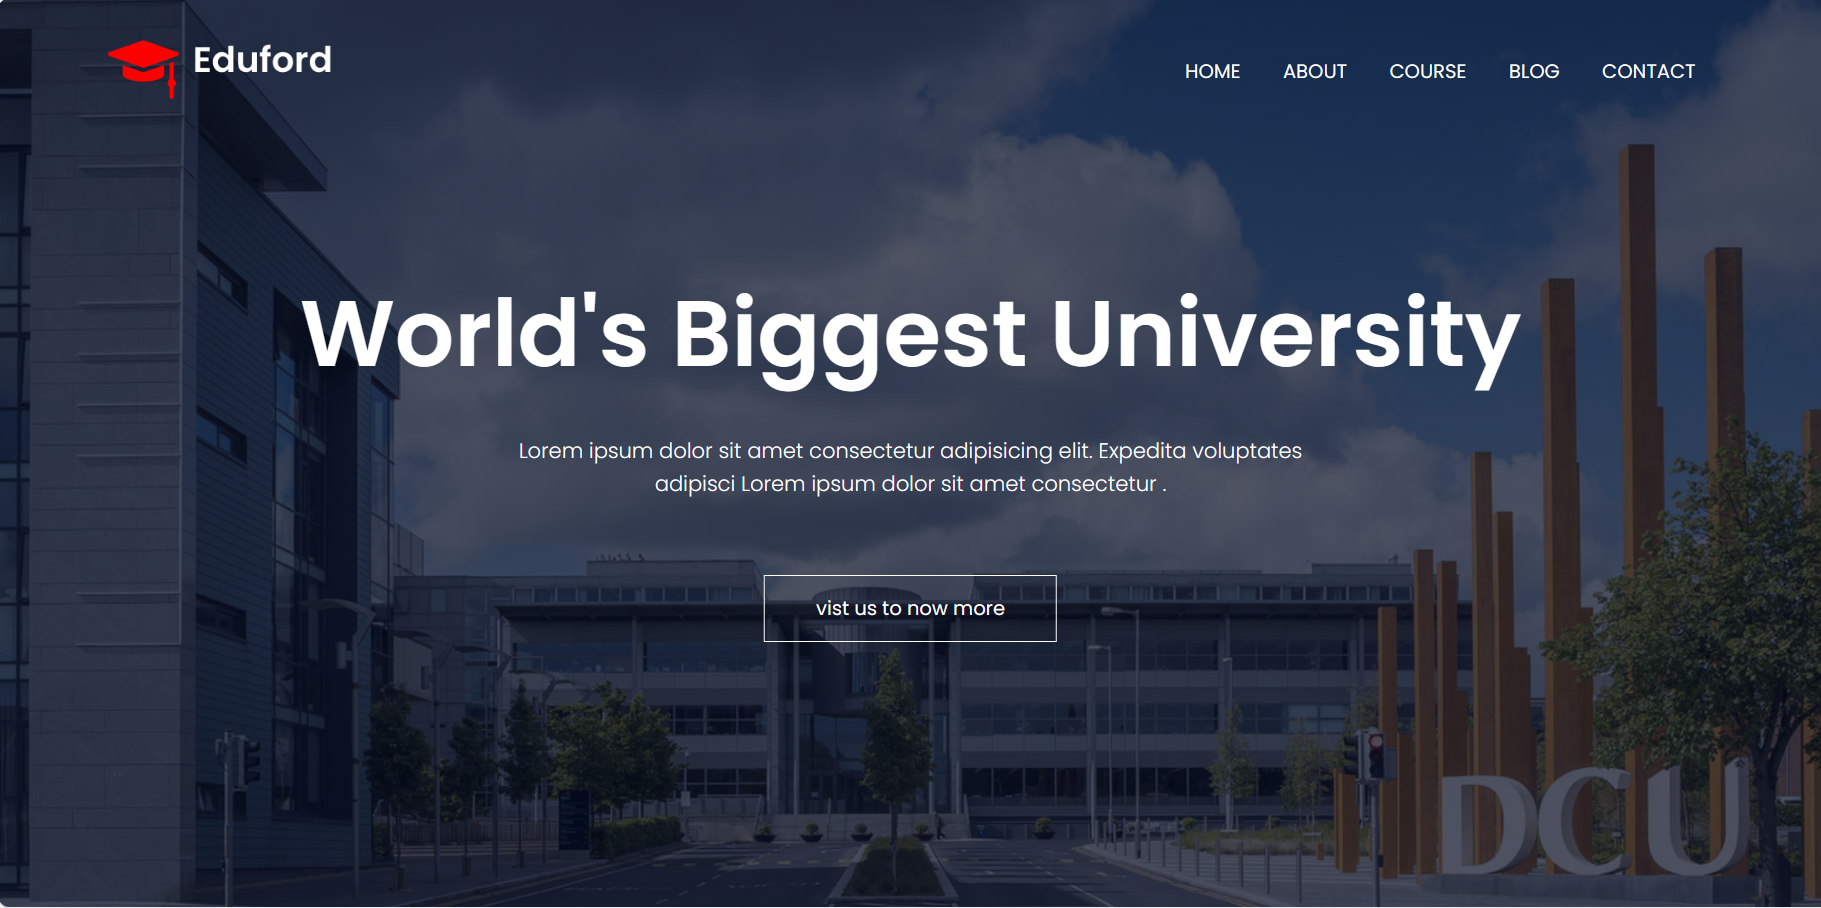 Eduford
HOME ABOUT COURSE BLOG CONTACT
World's Biggest University
Lorem ipsum dolor sit amet consectetur adipisicing elit. Expedita voluptates
adipisci Lorem ipsum dolor sit amet consectetur .
vist us to now more
DCU